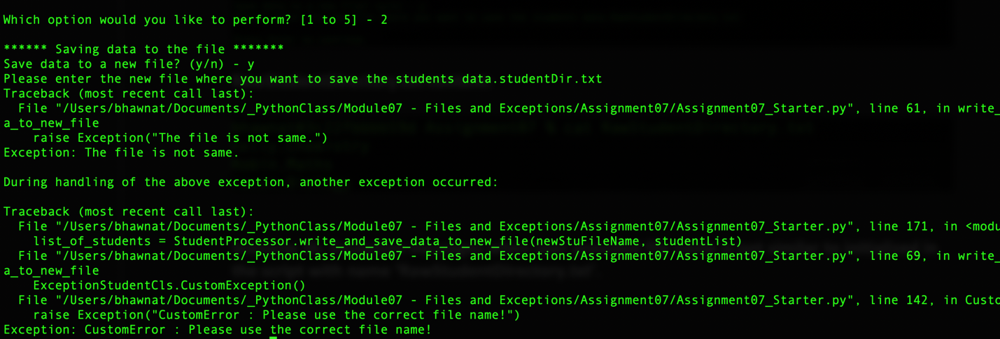 Which option would you like to perform? [1 to 5] - 2
****** Saving data to the file *******
Save data to a new file? (y/n) - y
Please enter the new file where you want to save the students data.studentDir.txt
Traceback (most recent call last):
  File "/Users/bhawnat/Documents/_PythonClass/Module07 - Files and Exceptions/Assignment07/Assignment07_Starter.py", line 61, in write_
a_to_new_file
    raise Exception("The file is not same.")
Exception: The file is not same.
During handling of the above exception, another exception occurred:
Traceback (most recent call last):
  File "/Users/bhawnat/Documents/_PythonClass/Module07 - Files and Exceptions/Assignment07/Assignment07_Starter.py", line 171, in <modu
    list_of_students = StudentProcessor.write_and_save_data_to_new_file(newStuFileName, studentList)
  File "/Users/bhawnat/Documents/_PythonClass/Module07 - Files and Exceptions/Assignment07/Assignment07_Starter.py", line 69, in write_
a_to_new_file
    ExceptionStudentCls.CustomException()
  File "/Users/bhawnat/Documents/_PythonClass/Module07 - Files and Exceptions/Assignment07/Assignment07_Starter.py", line 142, in Custo
    raise Exception("CustomError : Please use the correct file name!")
Exception: CustomError : Please use the correct file name!